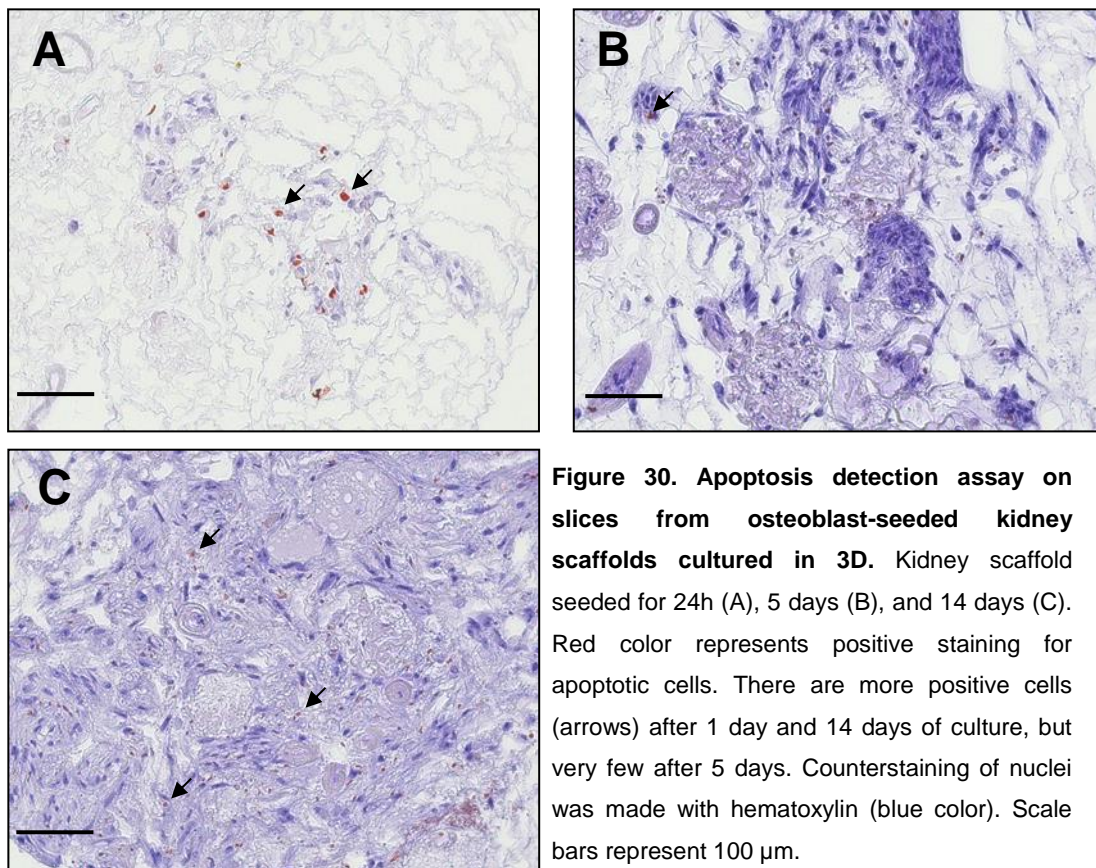 A
B
C
Figure 30. Apoptosis detection assay on
slices from osteoblast-seeded kidney
scaffolds cultured in 3D. Kidney scaffold
seeded for 24h (A), 5 days (B), and 14 days (C).
Red color represents positive staining for
apoptotic cells. There are more positive cells
(arrows) after 1 day and 14 days of culture, but
very few after 5 days. Counterstaining of nuclei
was made with hematoxylin (blue color). Scale
bars represent 100 µm.